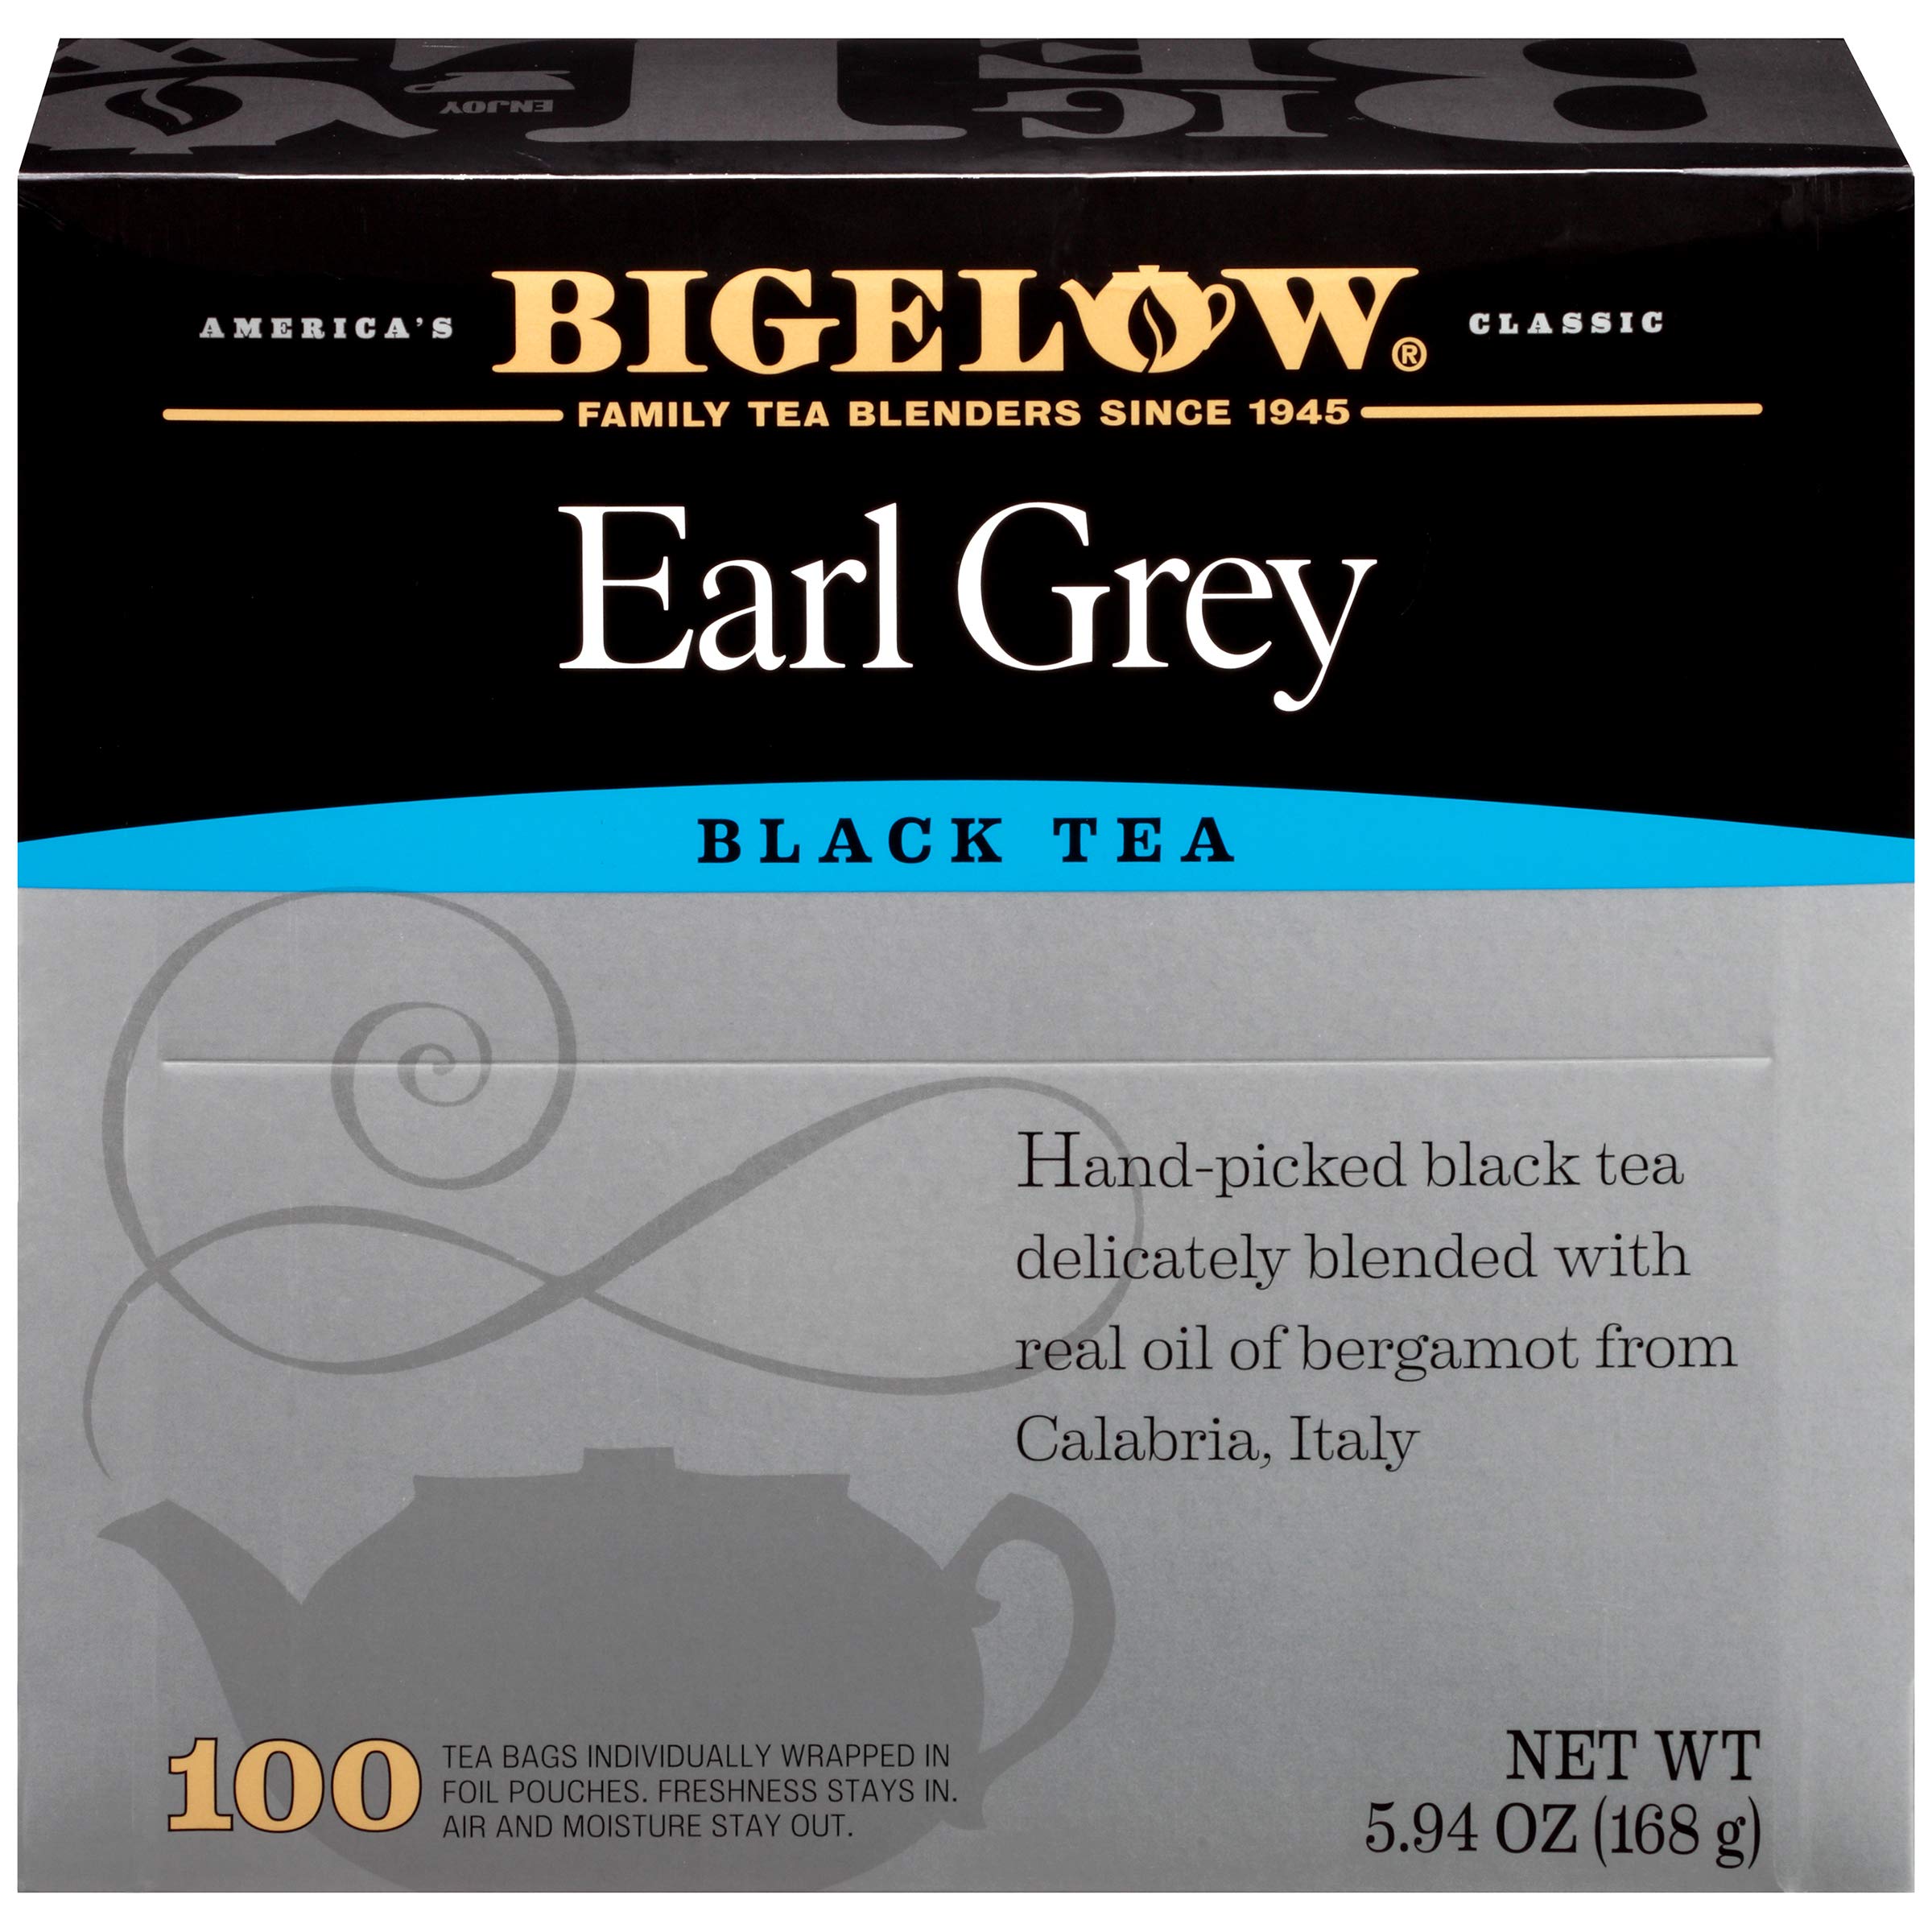 ENJOY
BIGEL
AMERICA'S BIGELOW® CLASSIC
FAMILY TEA BLENDERS SINCE 1945
Earl Grey
BLACK TEA
Hand-picked black tea
delicately blended with
real oil of bergamot from
Calabria, Italy
100
TEA BAGS INDIVIDUALLY WRAPPED IN
FOIL POUCHES. FRESHNESS STAYS IN.
AIR AND MOISTURE STAY OUT.
NET WT
5.94 OZ (168 g)